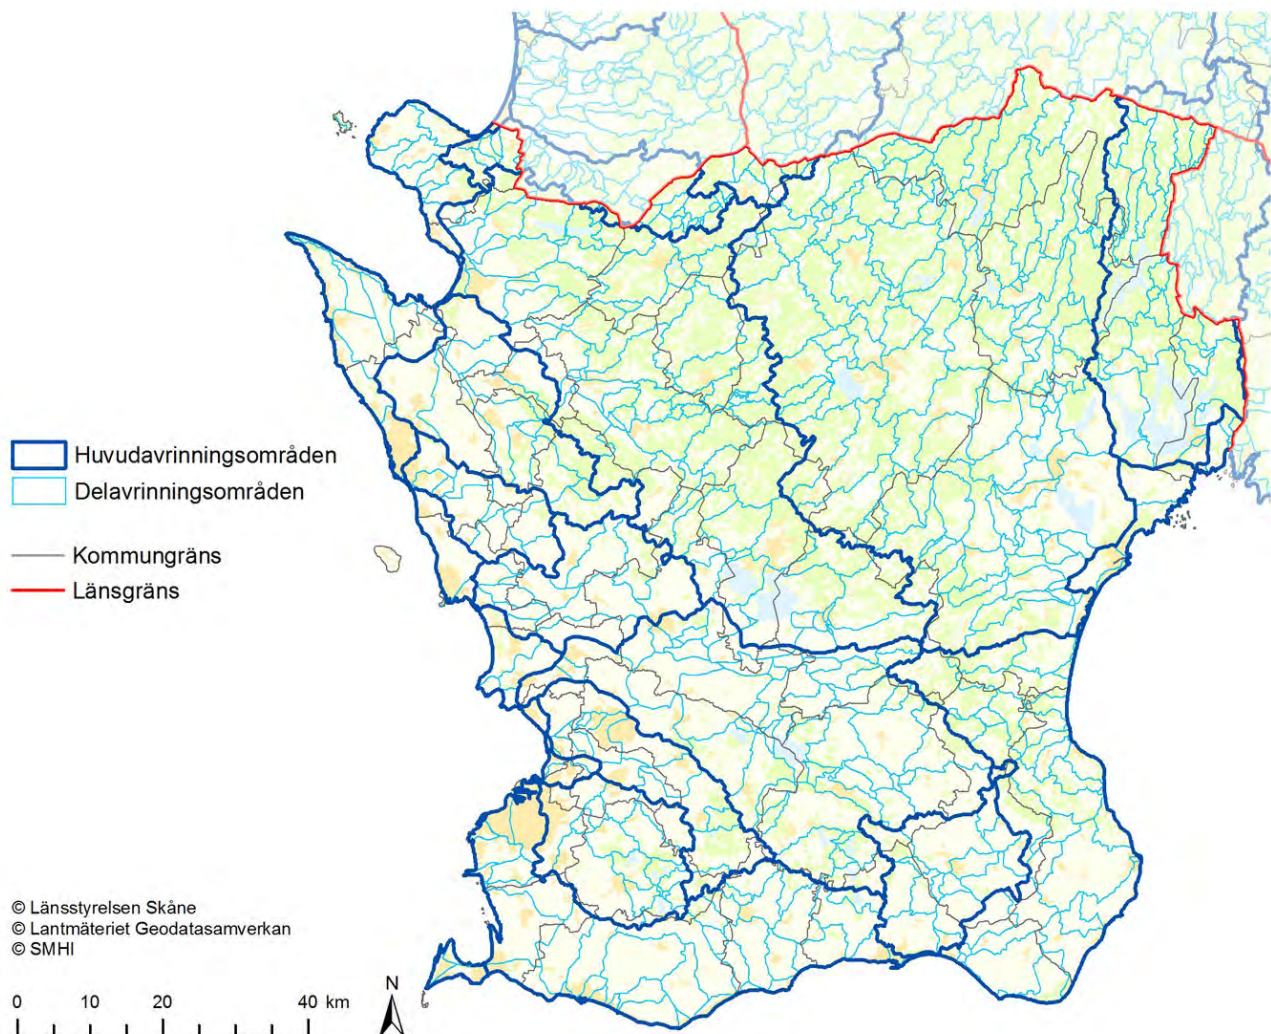 Huvudavrinningsområden
Delavrinningsområden
Kommungräns
Länsgräns
© Länsstyrelsen Skåne
© Lantmäteriet Geodatasamverkan
© SMHI
0 10 20 40 km
N